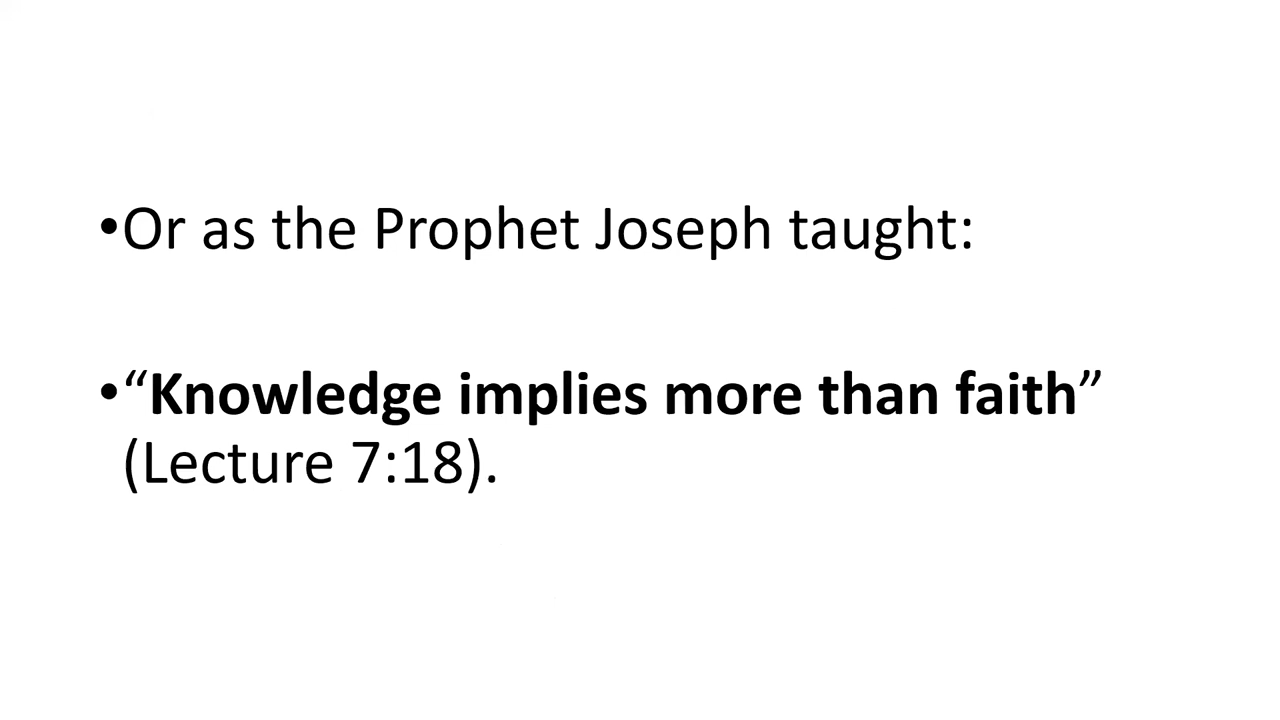 •Or as the Prophet Joseph taught:
•“Knowledge implies more than faith”
(Lecture 7:18).